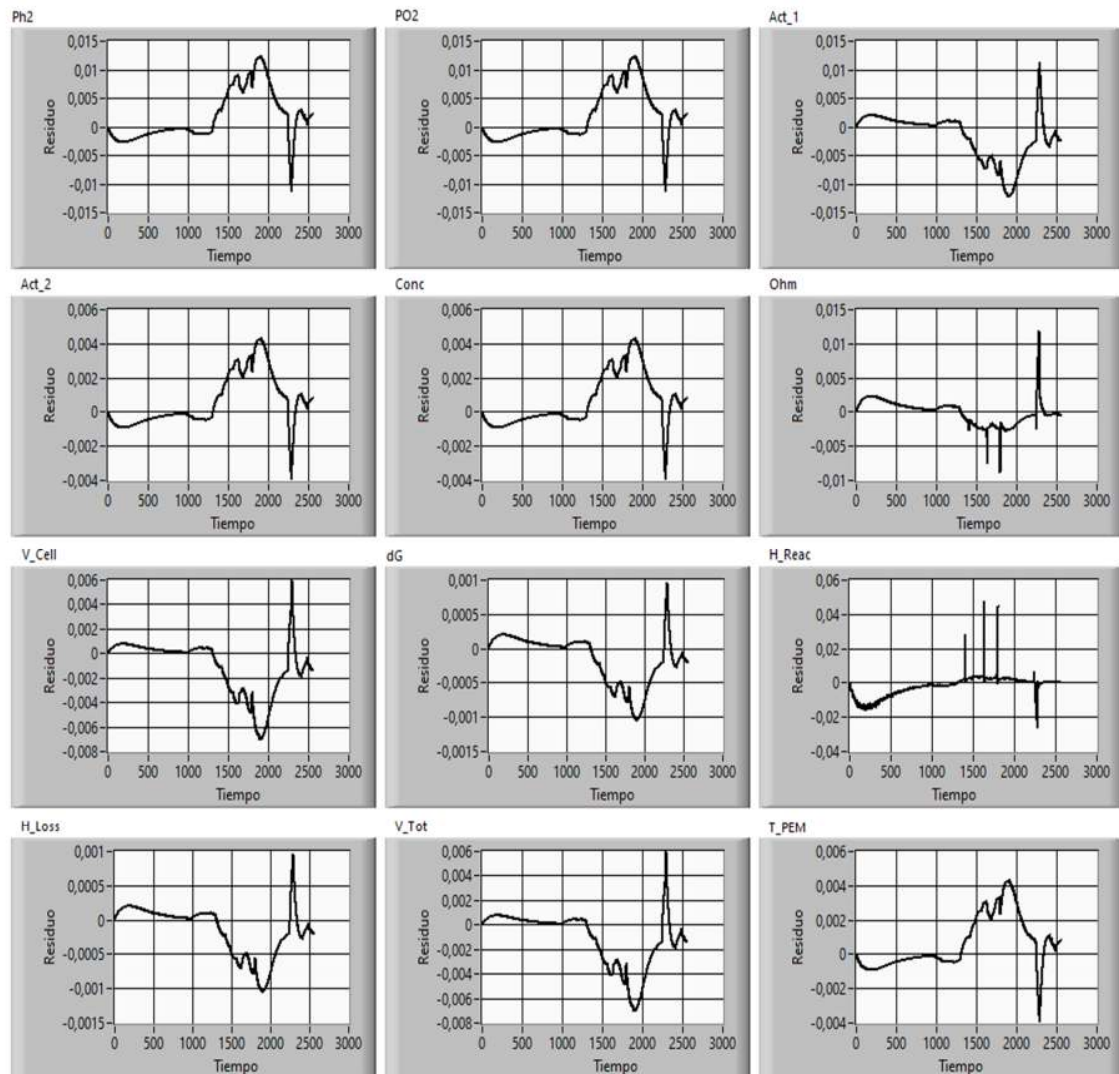 Ph2
PO2
Act_1
Residuo
0,015
0,01
0,005
0
-0,005
-0,01
-0,015
0 500 1000 1500 2000 2500 3000
Tiempo
Residuo
0,015
0,01
0,005
0
-0,005
-0,01
-0,015
0 500 1000 1500 2000 2500 3000
Tiempo
Residuo
0,015
0,01
0,005
0
-0,005
-0,01
-0,015
0 500 1000 1500 2000 2500 3000
Tiempo
Act_2
Conc
Ohm
Residuo
0,006
0,004
0,002
0
-0,002
-0,004
0 500 1000 1500 2000 2500 3000
Tiempo
Residuo
0,006
0,004
0,002
0
-0,002
-0,004
0 500 1000 1500 2000 2500 3000
Tiempo
Residuo
0,015
0,01
0,005
0
-0,005
-0,01
0 500 1000 1500 2000 2500 3000
Tiempo
V_Cell
dG
H_Reac
Residuo
0,006
0,004
0,002
0
-0,002
-0,004
-0,006
-0,008
0 500 1000 1500 2000 2500 3000
Tiempo
Residuo
0,001
0,0005
0
-0,0005
-0,001
-0,0015
0 500 1000 1500 2000 2500 3000
Tiempo
Residuo
0,06
0,04
0,02
0
-0,02
-0,04
0 500 1000 1500 2000 2500 3000
Tiempo
H_Loss
V_Tot
T_PEM
Residuo
0,001
0,0005
0
-0,0005
-0,001
-0,0015
0 500 1000 1500 2000 2500 3000
Tiempo
Residuo
0,006
0,004
0,002
0
-0,002
-0,004
-0,006
-0,008
0 500 1000 1500 2000 2500 3000
Tiempo
Residuo
0,006
0,004
0,002
0
-0,002
-0,004
0 500 1000 1500 2000 2500 3000
Tiempo